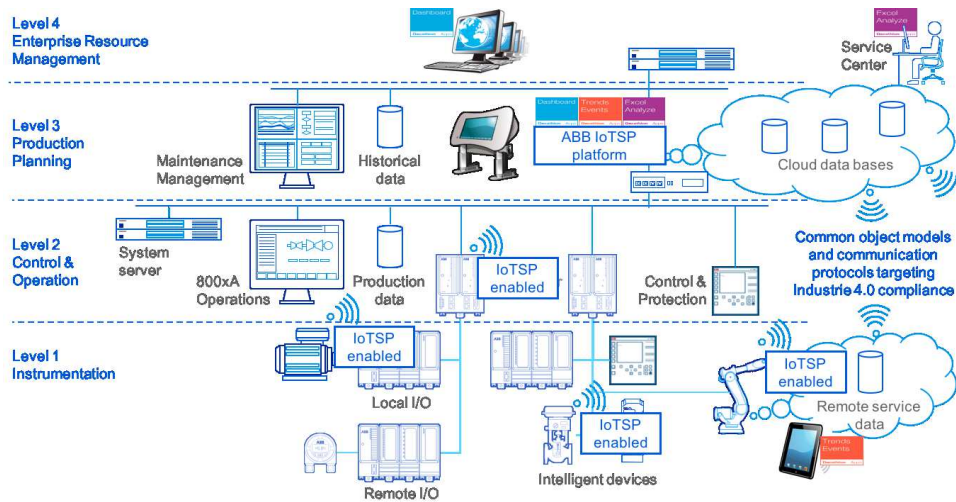 Level 4
Enterprise Resource
Management
Dashboard
Excel
Analyze
Service
Center
Level 3
Production
Planning
Maintenance
Management
Historical
data
Dashboard
Trends
Events
Excel
Analyze
ABB IoTSP
platform
Cloud data bases
Level 2
Control &
Operation
System
server
800xA
Operations
Production
data
IoTSP
enabled
Control &
Protection
Common object models
and communication
protocols targeting
Industrie 4.0 compliance
Level 1
Instrumentation
IoTSP
enabled
Local I/O
Remote I/O
IoTSP
enabled
Intelligent devices
IoTSP
enabled
Remote service
data
Trends
Events